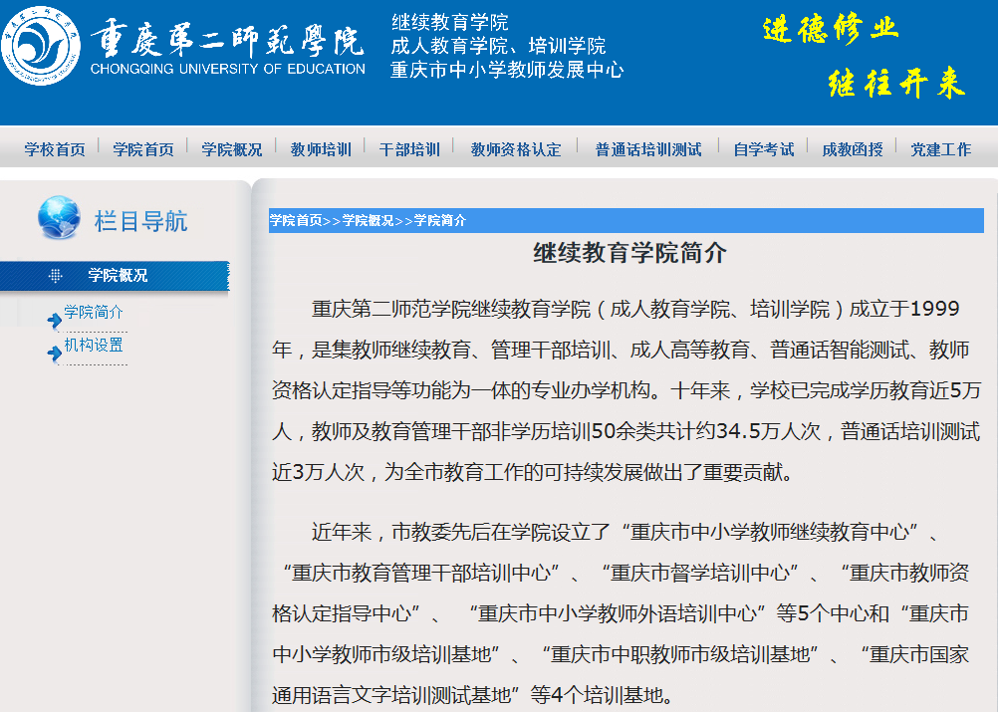 重庆第二師範學院
CHONGQING UNIVERSITY OF EDUCATION
继续教育学院
成人教育学院、培训学院
重庆市中小学教师发展中心
进德修业
继往开来
学校首页 学院首页 学院概况 教师培训 干部培训 教师资格认定 普通话培训测试 自学考试 成教函授 党建工作
栏目导航
学院概况
学院简介
机构设置
学院首页>>学院概况>>学院简介
继续教育学院简介
重庆第二师范学院继续教育学院（成人教育学院、培训学院）成立于1999
年，是集教师继续教育、管理干部培训、成人高等教育、普通话智能测试、教师
资格认定指导等功能为一体的专业办学机构。十年来，学校已完成学历教育近5万
人，教师及教育管理干部非学历培训50余类共计约34.5万人次，普通话培训测试
近3万人次，为全市教育工作的可持续发展做出了重要贡献。
近年来，市教委先后在学院设立了“重庆市中小学教师继续教育中心”、
“重庆市教育管理干部培训中心”、“重庆市督学培训中心”、“重庆市教师资
格认定指导中心”、“重庆市中小学教师外语培训中心”等5个中心和“重庆市
中小学教师市级培训基地”、“重庆市中职教师市级培训基地”、“重庆市国家
通用语言文字培训测试基地”等4个培训基地。